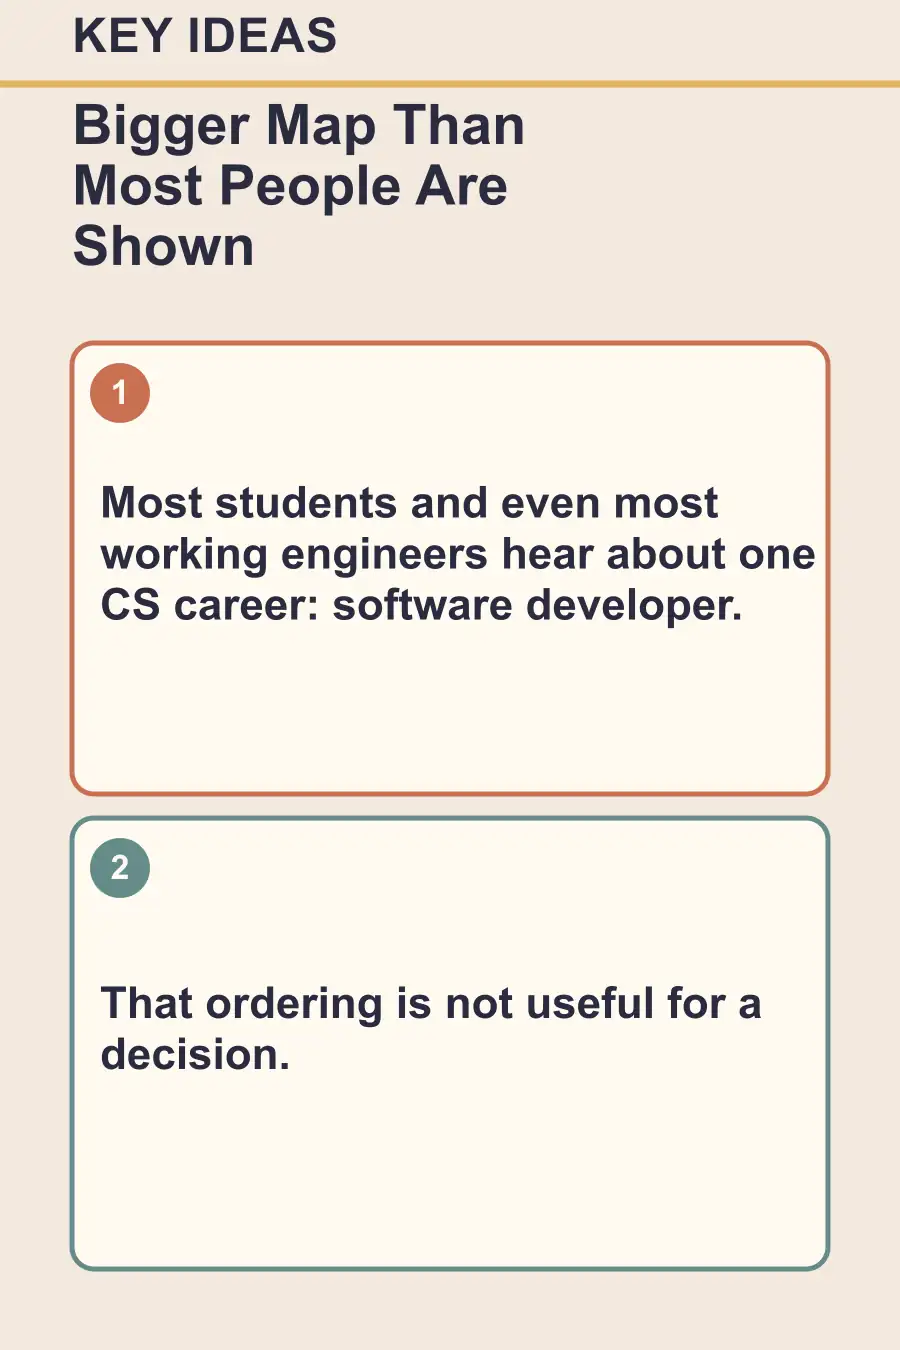 KEY IDEAS
Bigger Map Than
Most People Are
Shown
1
Most students and even most
working engineers hear about one
CS career: software developer.
2
That ordering is not useful for a
decision.